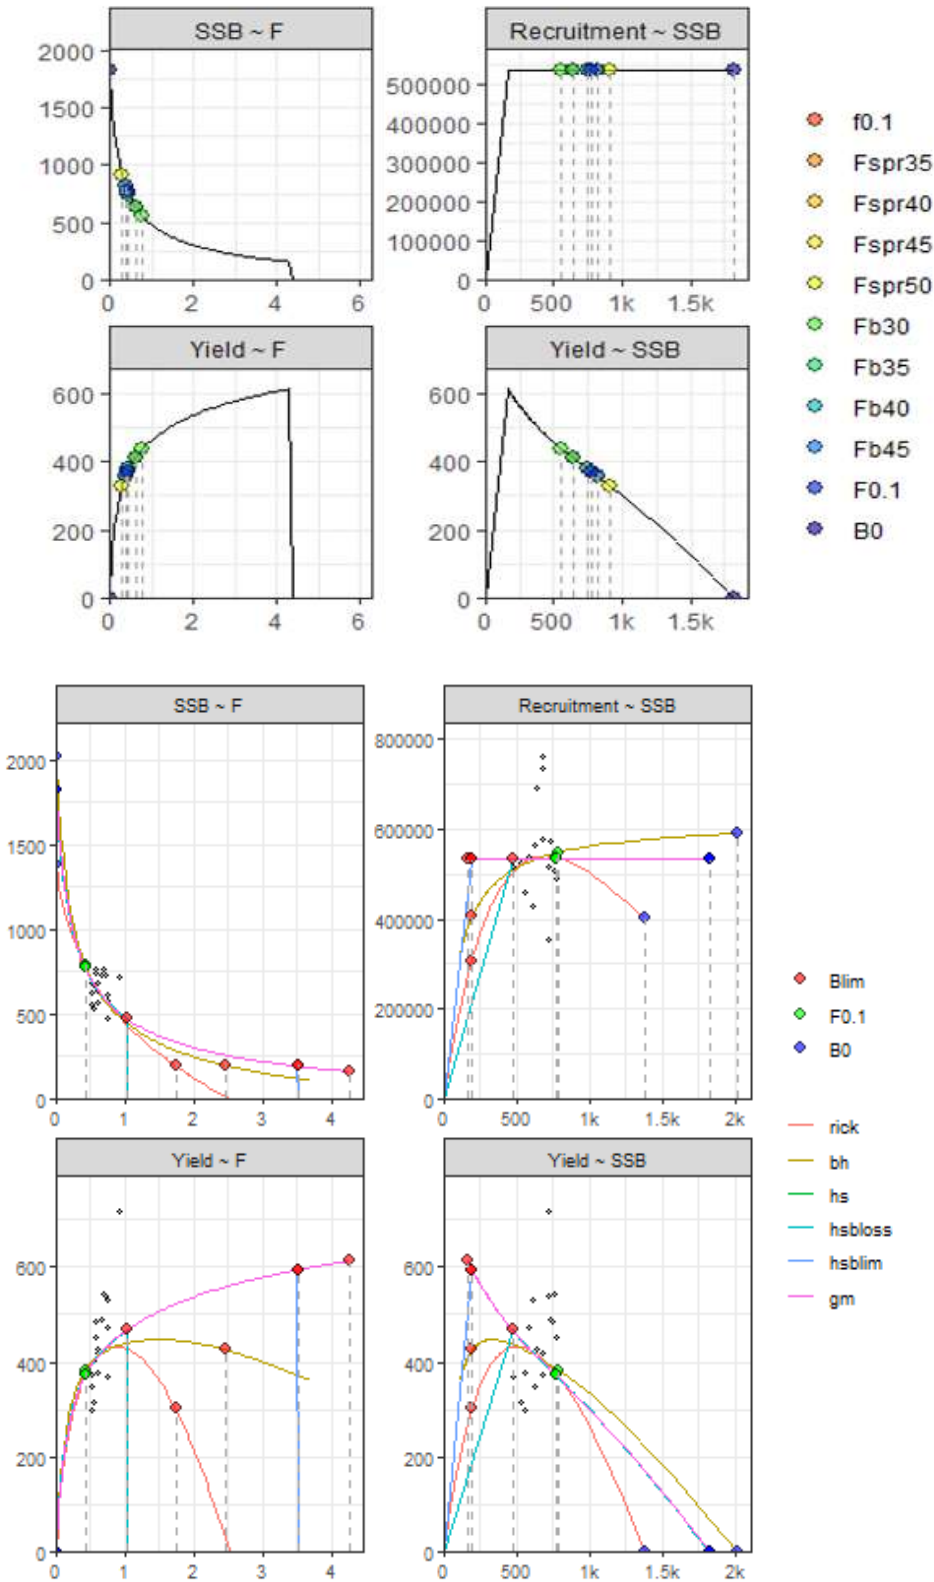 SSB ~ F
Recruitment ~ SSB
2000
1500
1000
500
0
0 2 4 6
500000
400000
300000
200000
100000
0
0 500 1k 1.5k
Yield ~ F
Yield ~ SSB
600
400
200
0
0 2 4 6
600
400
200
0
0 500 1k 1.5k
f0.1
Fspr35
Fspr40
Fspr45
Fspr50
Fb30
Fb35
Fb40
Fb45
F0.1
B0
SSB ~ F
Recruitment ~ SSB
2000
1500
1000
500
0
0 1 2 3 4
800000
600000
400000
200000
0
0 500 1k 1.5k 2k
Yield ~ F
Yield ~ SSB
600
400
200
0
0 1 2 3 4
600
400
200
0
0 500 1k 1.5k 2k
Blim
F0.1
B0
rick
bh
hs
hsbloss
hsblim
gm